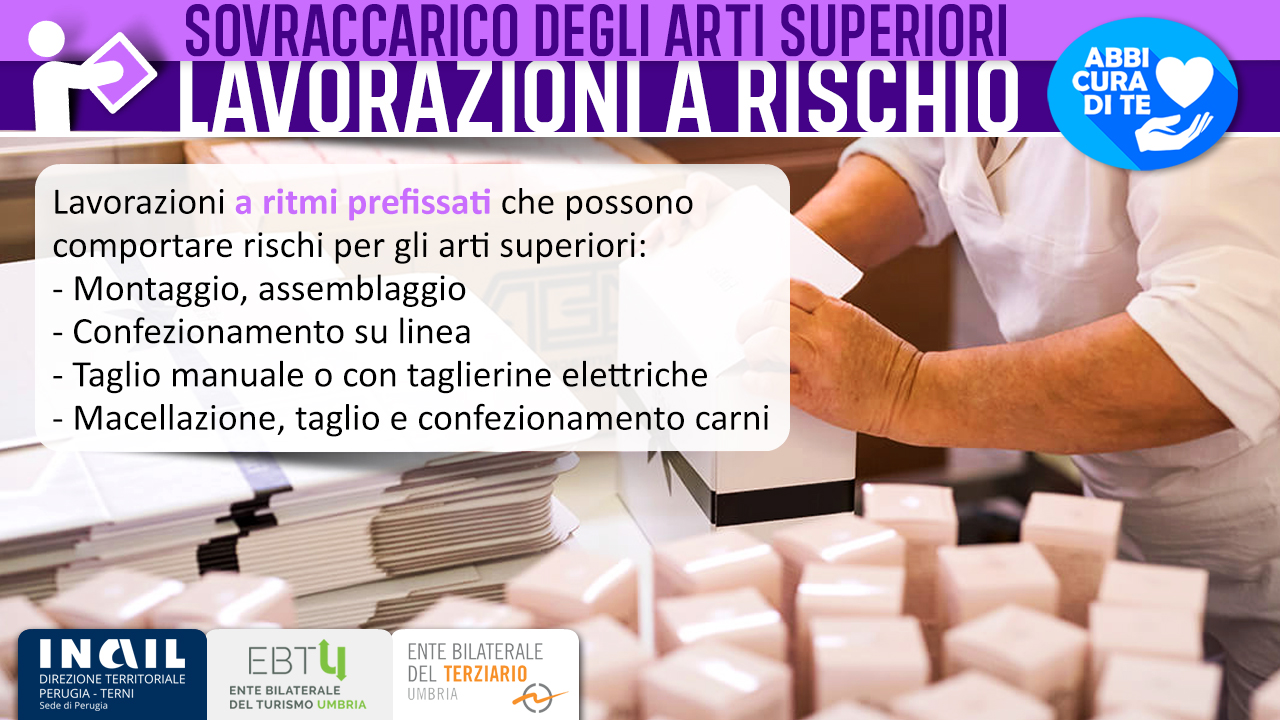 SOVRACCARICO DEGLI ARTI SUPERIORI
LAVORAZIONI A RISCHIO
ABBI
CURA
DI TE
Lavorazioni a ritmi prefissati che possono
comportare rischi per gli arti superiori:
- Montaggio, assemblaggio
- Confezionamento su linea
- Taglio manuale o con taglierine elettriche
- Macellazione, taglio e confezionamento carni
INAIL
DIREZIONE TERRITORIALE
PERUGIA - TERNI
Sede di Perugia
EBTU
ENTE BILATERALE
DEL TURISMO UMBRIA
ENTE BILATERALE
DEL TERZIARIO
UMBRIA